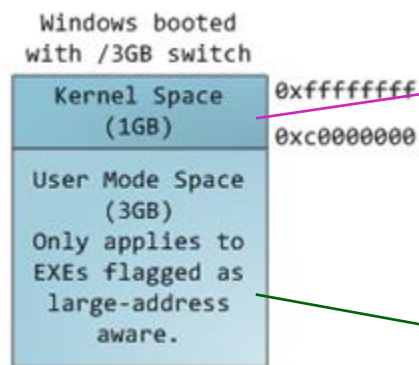 Windows booted
with /3GB switch
Kernel Space
(1GB)
0xffffffff
0xc0000000
User Mode Space
(3GB)
Only applies to
EXEs flagged as
large-address
aware.